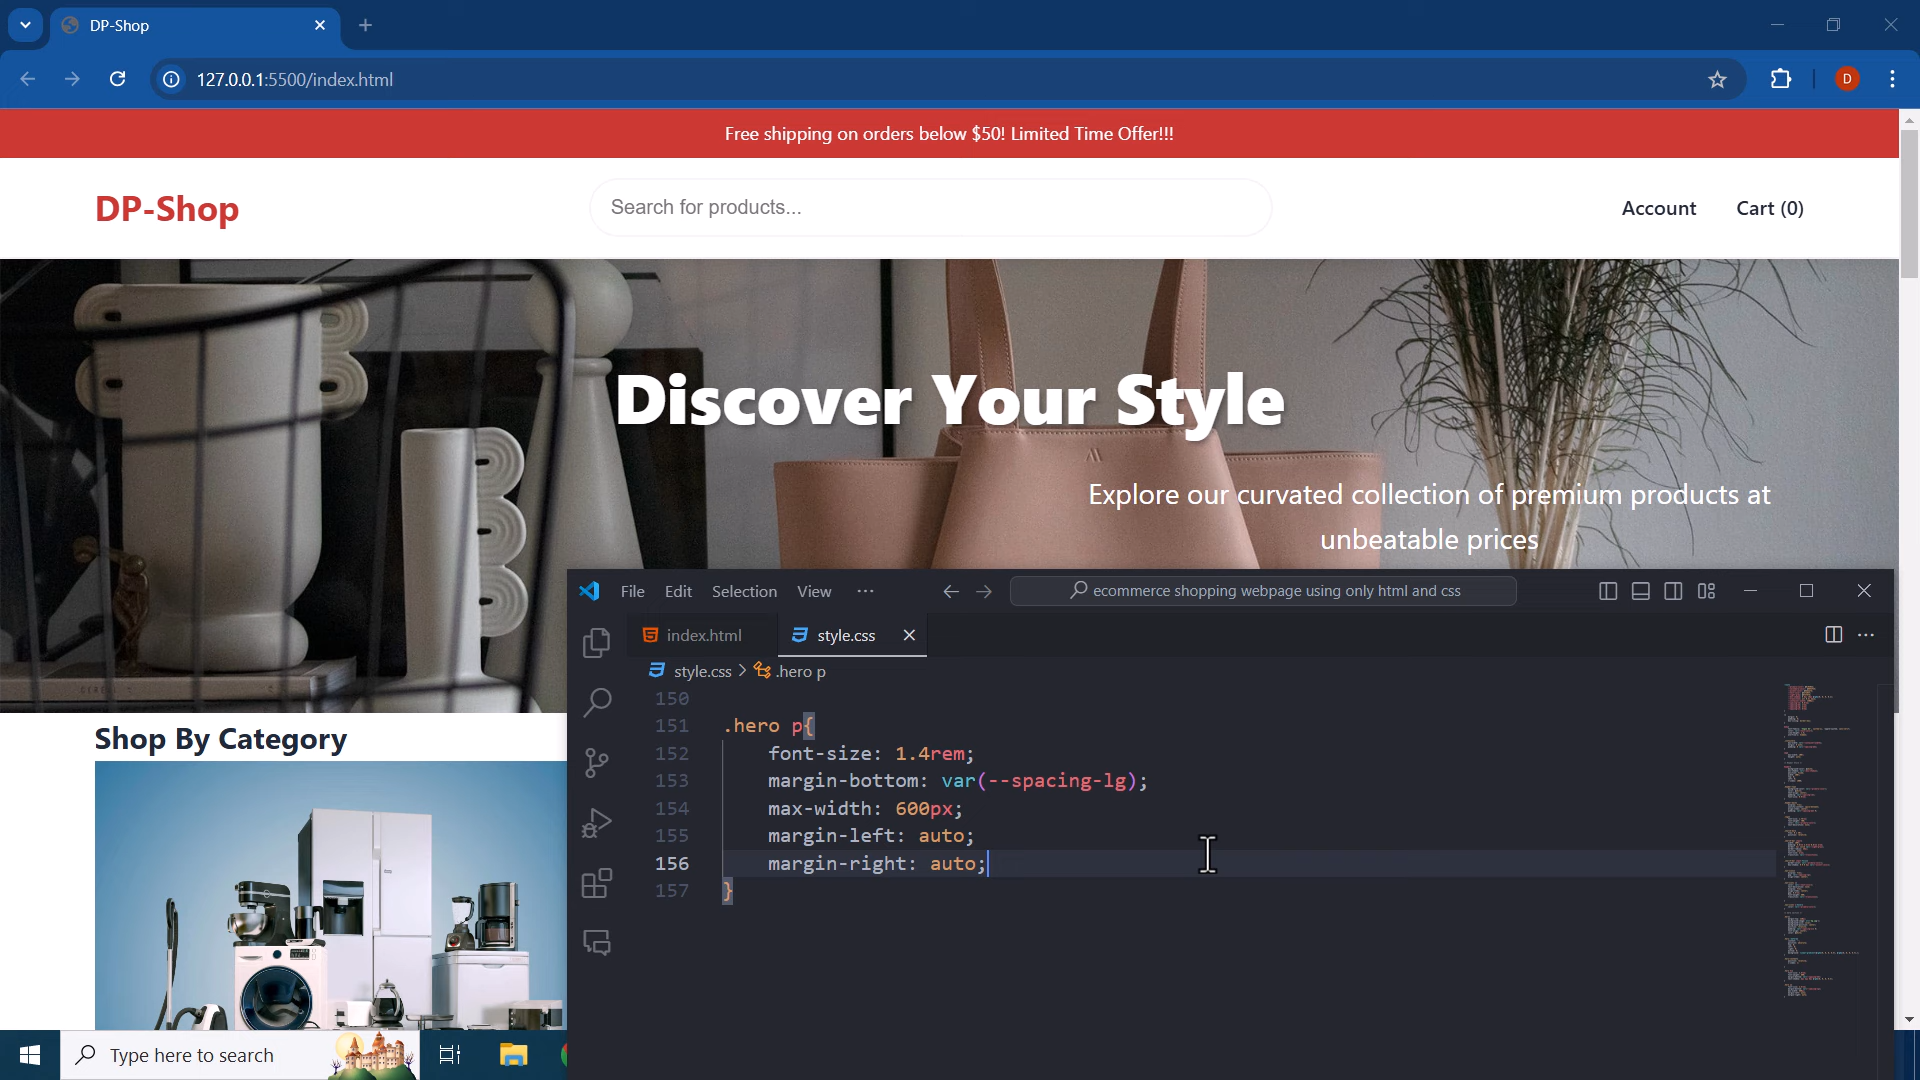 DP-Shop
127.0.0.1:5500/index.html
D
Free shipping on orders below $50! Limited Time Offer!!!
DP-Shop
Search for products...
Account
Cart (0)
Discover Your Style
Explore our curvated collection of premium products at
unbeatable prices
Shop By Category
File Edit Selection View ···
ecommerce shopping webpage using only html and css
index.html
style.css
style.css > .hero p
150
151 .hero p{
152 font-size: 1.4rem;
153 margin-bottom: var(--spacing-lg);
154 max-width: 600px;
155 margin-left: auto;
156 margin-right: auto;
157 }
Type here to search